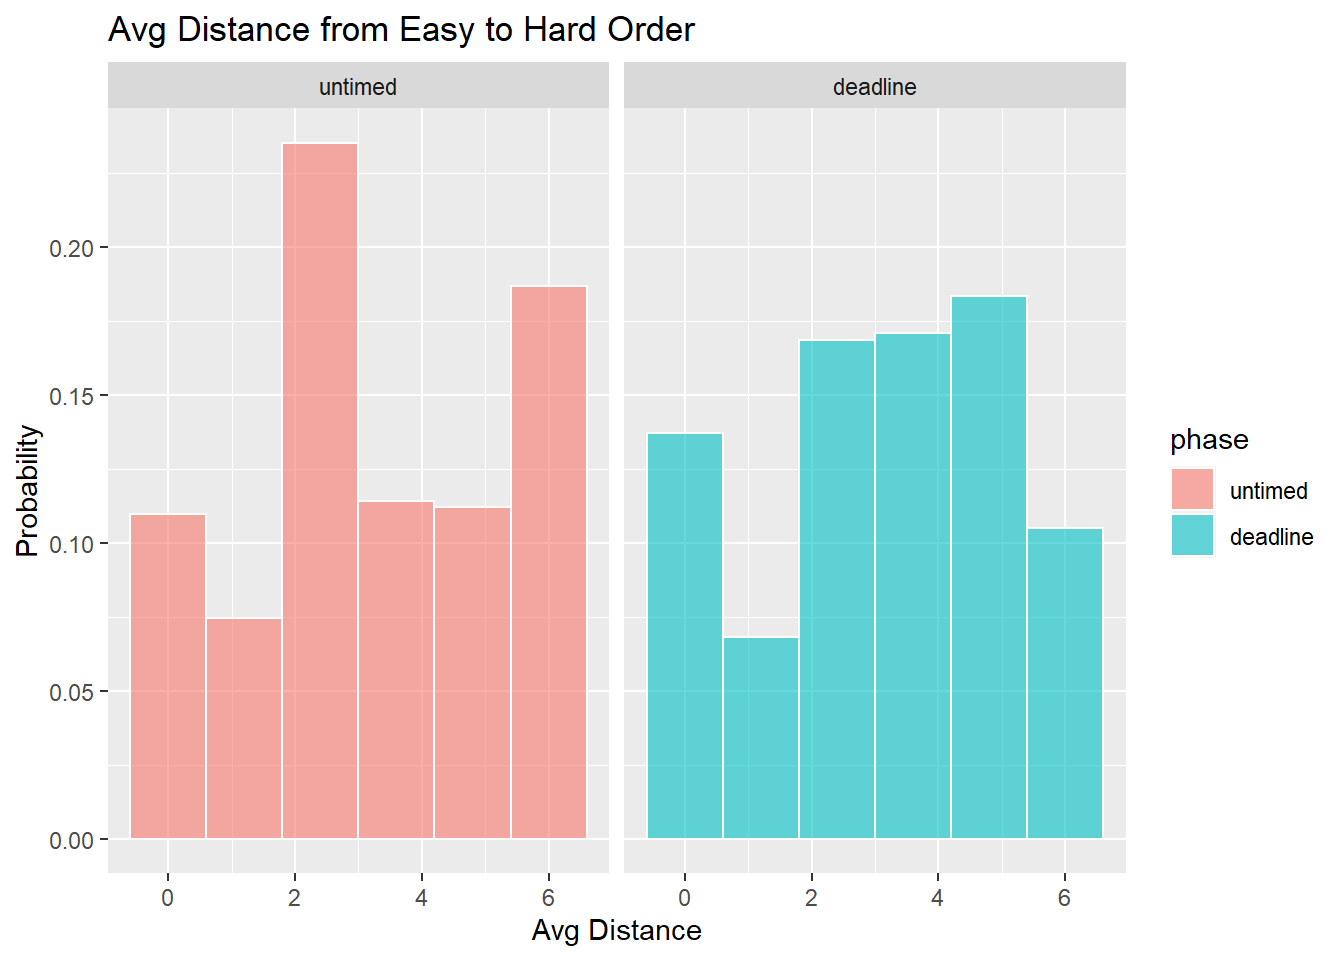 Avg Distance from Easy to Hard Order
untimed
deadline
Probability
0.20
0.15
0.10
0.05
0.00
0 2 4 6
0 2 4 6
Avg Distance
phase
untimed
deadline